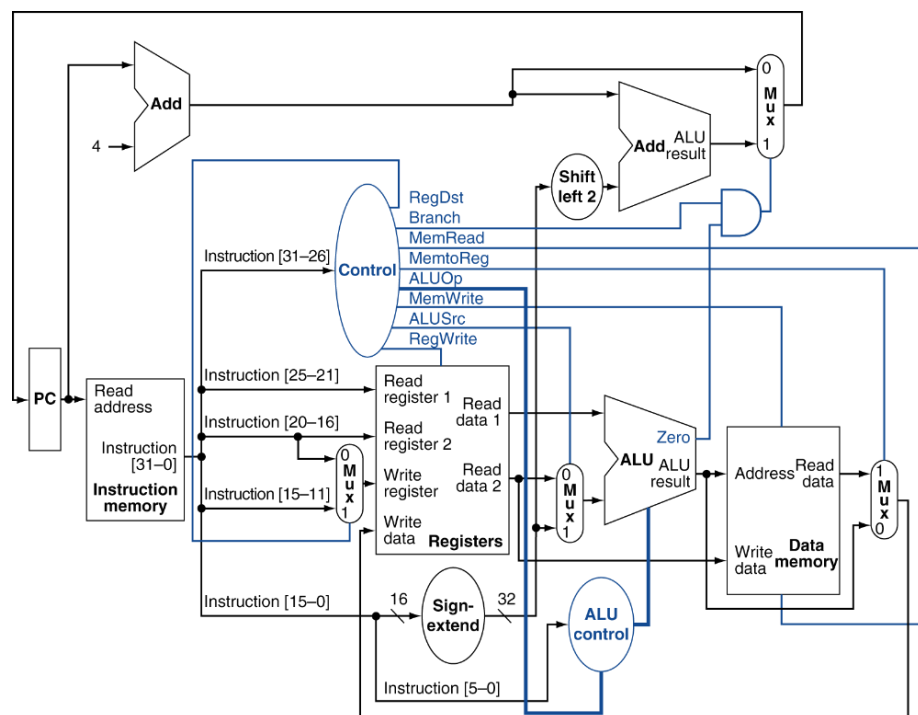 0
M
u
x
1
Add
4
Add
ALU
result
Shift
left 2
RegDst
Branch
MemRead
MemtoReg
ALUOp
MemWrite
ALUSrc
RegWrite
Control
Instruction [31–26]
Instruction [25–21]
Instruction [20–16]
Instruction [15–11]
Instruction [15–0]
Instruction [5–0]
PC
Read
address
Instruction
[31–0]
Instruction
memory
0
M
u
x
1
Read
register 1
Read
register 2
Write
register
Write
data
Read
data 1
Read
data 2
Registers
0
M
u
x
1
Zero
ALU
ALU
result
Address
Read
data
Write
data
Data
memory
1
M
u
x
0
16
Sign-
extend
32
ALU
control